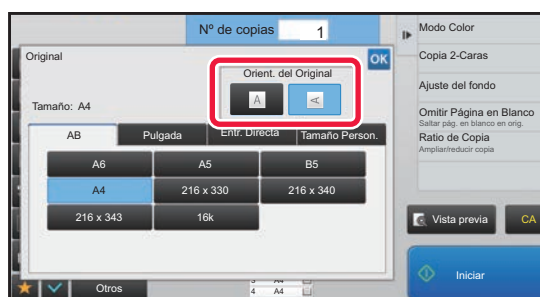 Nº de copias 1
Original
OK
Orient. del Original
A
A
Tamaño: A4
AB
Pulgada
Entr. Directa
Tamaño Person.
A6
A5
B5
A4
216 x 330
216 x 340
216 x 343
16k
Modo Color
Copia 2-Caras
Ajuste del fondo
Omitir Página en Blanco
Saltar pág. en blanco en orig.
Ratio de Copia
Ampliar/reducir copia
Vista previa
CA
Iniciar
Otros
4 A4